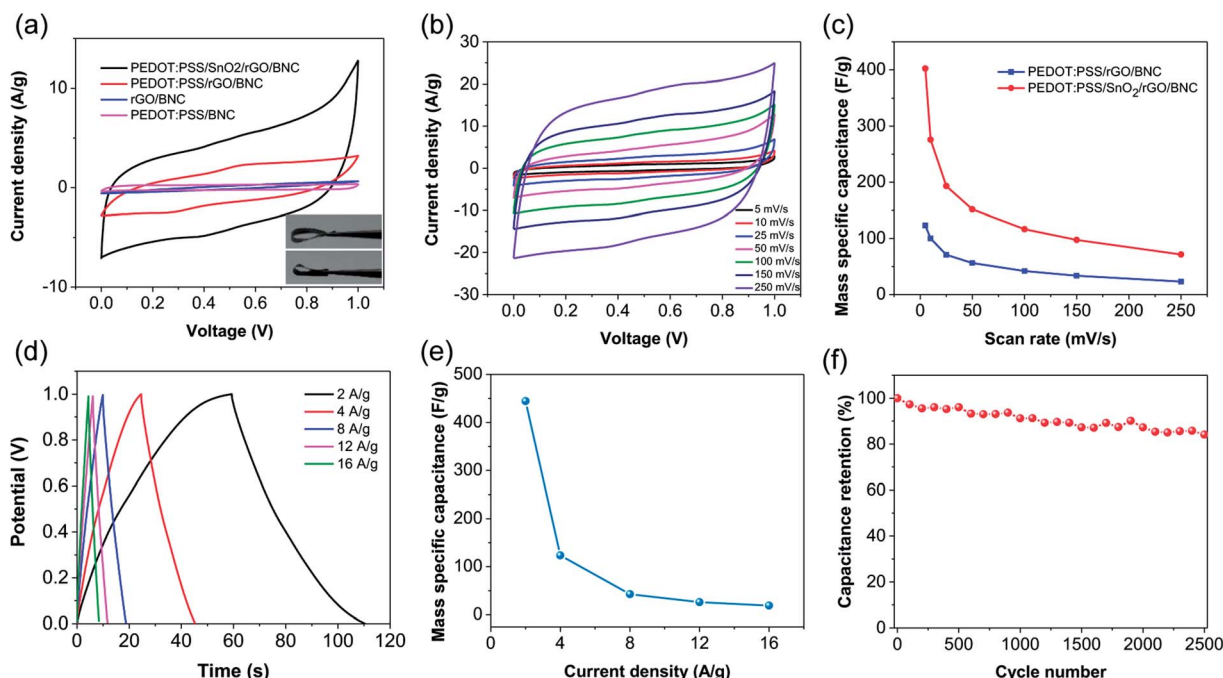 (a)
Current density (A/g)
10
0
-10
PEDOT:PSS/SnO2/rGO/BNC
PEDOT:PSS/rGO/BNC
rGO/BNC
PEDOT:PSS/BNC
0.0 0.2 0.4 0.6 0.8 1.0
Voltage (V)
(b)
Current density (A/g)
30
20
10
0
-10
-20
-30
5 mV/s
10 mV/s
25 mV/s
50 mV/s
100 mV/s
150 mV/s
250 mV/s
0.0 0.2 0.4 0.6 0.8 1.0
Voltage (V)
(c)
Mass specific capacitance (F/g)
500
400
300
200
100
0
PEDOT:PSS/rGO/BNC
PEDOT:PSS/SnO₂/rGO/BNC
0 50 100 150 200 250
Scan rate (mV/s)
(d)
Potential (V)
1.0
0.8
0.6
0.4
0.2
0.0
2 A/g
4 A/g
8 A/g
12 A/g
16 A/g
0 20 40 60 80 100 120
Time (s)
(e)
Mass specific capacitance (F/g)
500
450
400
300
200
100
0
0 4 8 12 16
Current density (A/g)
(f)
Capacitance retention (%)
100
80
60
40
20
0
0 500 1000 1500 2000 2500
Cycle number